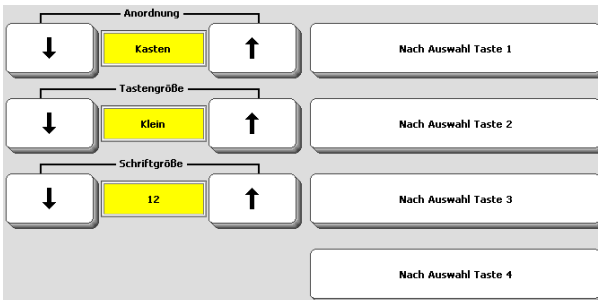 Anordnung
Kasten
Nach Auswahl Taste 1
Tastengröße
Klein
Nach Auswahl Taste 2
Schriftgröße
12
Nach Auswahl Taste 3
Nach Auswahl Taste 4